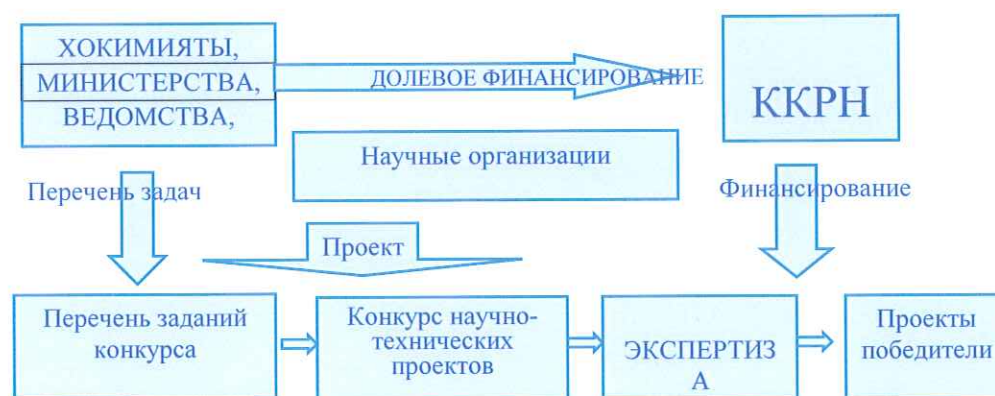 ХОКИМИЯТЫ,
МИНИСТЕРСТВА,
ВЕДОМСТВА,
ДОЛЕВОЕ ФИНАНСИРОВАНИЕ
ККРН
Научные организации
Перечень задач
Финансирование
Проект
Перечень заданий
конкурса
Конкурс научно-
технических
проектов
ЭКСПЕРТИЗ
А
Проекты
победители